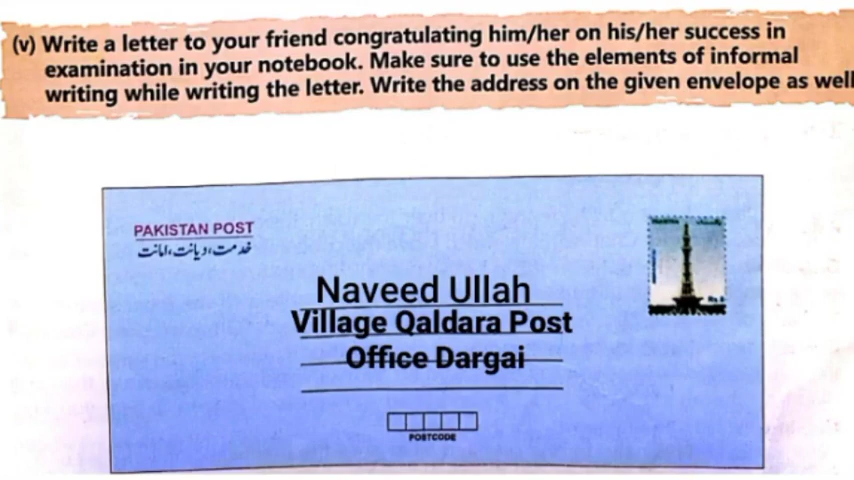 (v) Write a letter to your friend congratulating him/her on his/her success in
examination in your notebook. Make sure to use the elements of informal
writing while writing the letter. Write the address on the given envelope as well
PAKISTAN POST
خدمت، دیانت، امانت
Naveed Ullah
Village Qaldara Post
Office Dargai
POSTCODE